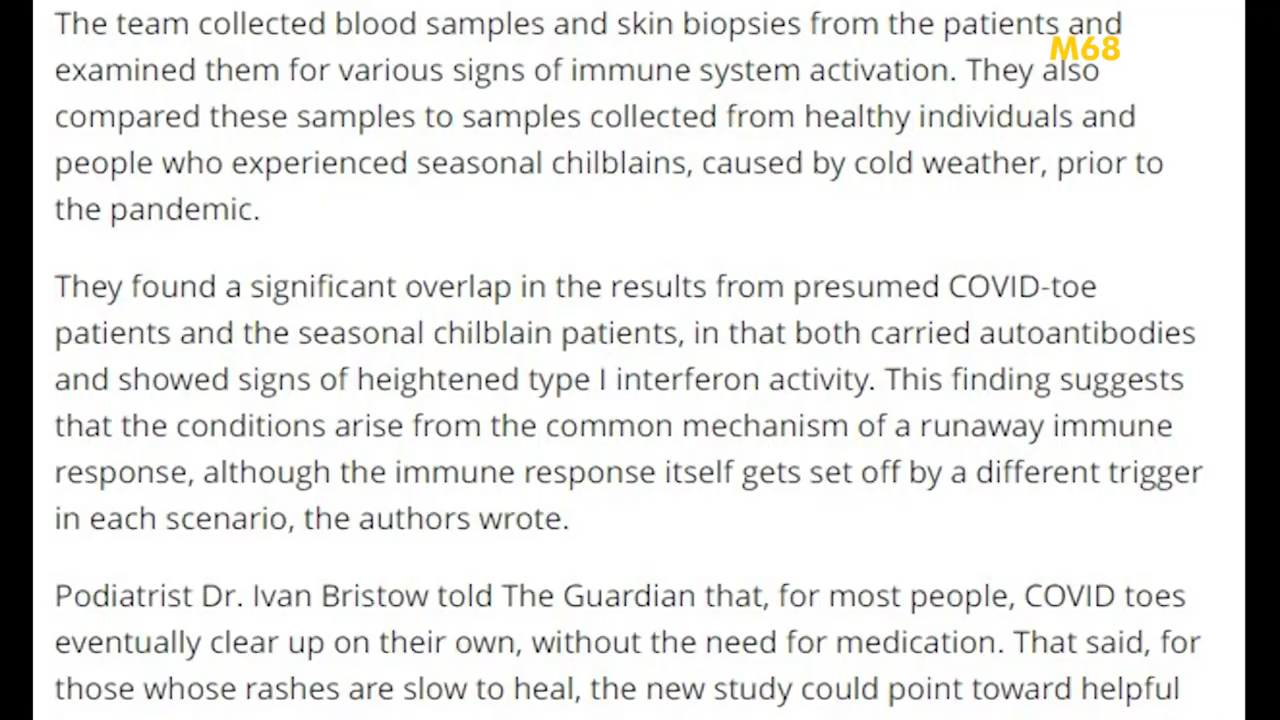 The team collected blood samples and skin biopsies from the patients and
M68
examined them for various signs of immune system activation. They also
compared these samples to samples collected from healthy individuals and
people who experienced seasonal chilblains, caused by cold weather, prior to
the pandemic.
They found a significant overlap in the results from presumed COVID-toe
patients and the seasonal chilblain patients, in that both carried autoantibodies
and showed signs of heightened type I interferon activity. This finding suggests
that the conditions arise from the common mechanism of a runaway immune
response, although the immune response itself gets set off by a different trigger
in each scenario, the authors wrote.
Podiatrist Dr. Ivan Bristow told The Guardian that, for most people, COVID toes
eventually clear up on their own, without the need for medication. That said, for
those whose rashes are slow to heal, the new study could point toward helpful